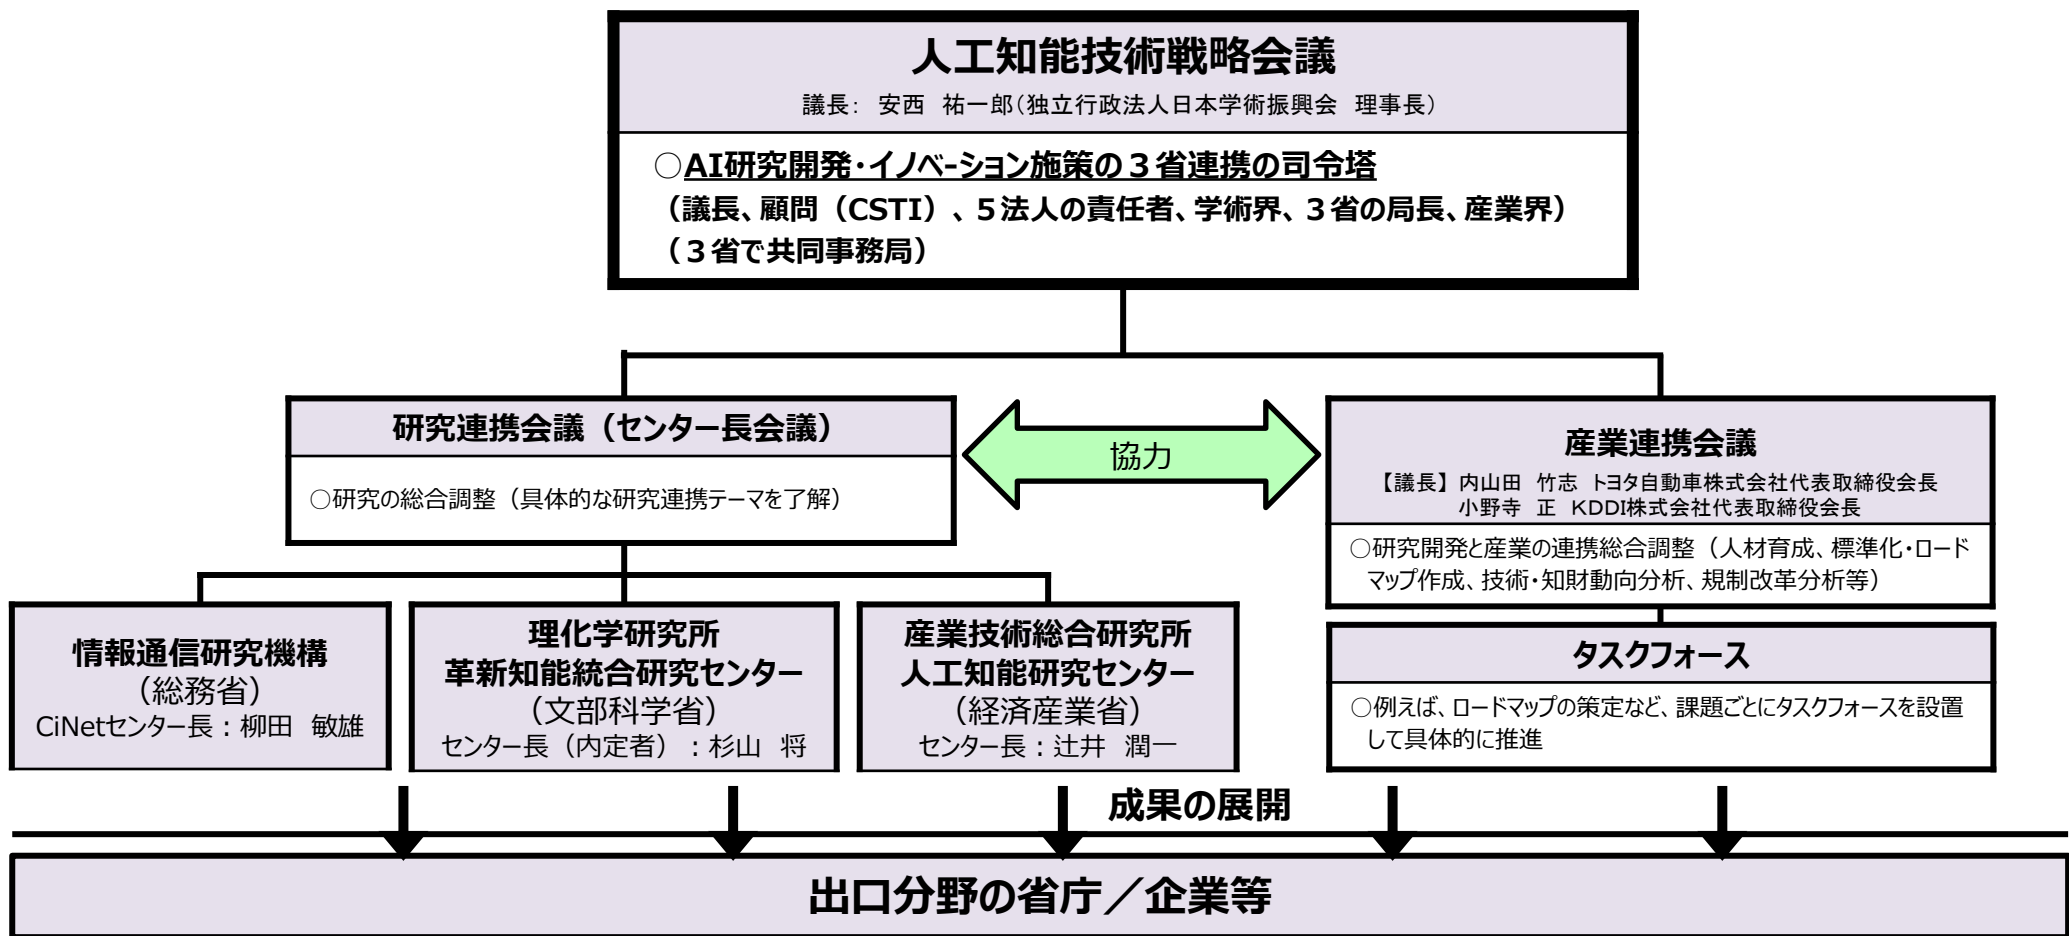 人工知能技術戦略会議
議長： 安西 祐一郎（独立行政法人日本学術振興会 理事長）
○AI研究開発・イノベーション施策の３省連携の司令塔
（議長、顧問（CSTI）、５法人の責任者、学術界、３省の局長、産業界）
（３省で共同事務局）
研究連携会議（センター長会議）
○研究の総合調整（具体的な研究連携テーマを了解）
協力
産業連携会議
【議長】内山田 竹志 トヨタ自動車株式会社代表取締役会長
小野寺 正 KDDI株式会社代表取締役会長
○研究開発と産業の連携総合調整（人材育成、標準化・ロード
マップ作成、技術・知財動向分析、規制改革分析等）
情報通信研究機構
（総務省）
CiNetセンター長：柳田 敏雄
理化学研究所
革新知能統合研究センター
（文部科学省）
センター長（内定者）：杉山 将
産業技術総合研究所
人工知能研究センター
（経済産業省）
センター長：辻井 潤一
タスクフォース
○例えば、ロードマップの策定など、課題ごとにタスクフォースを設置
して具体的に推進
成果の展開
出口分野の省庁／企業等